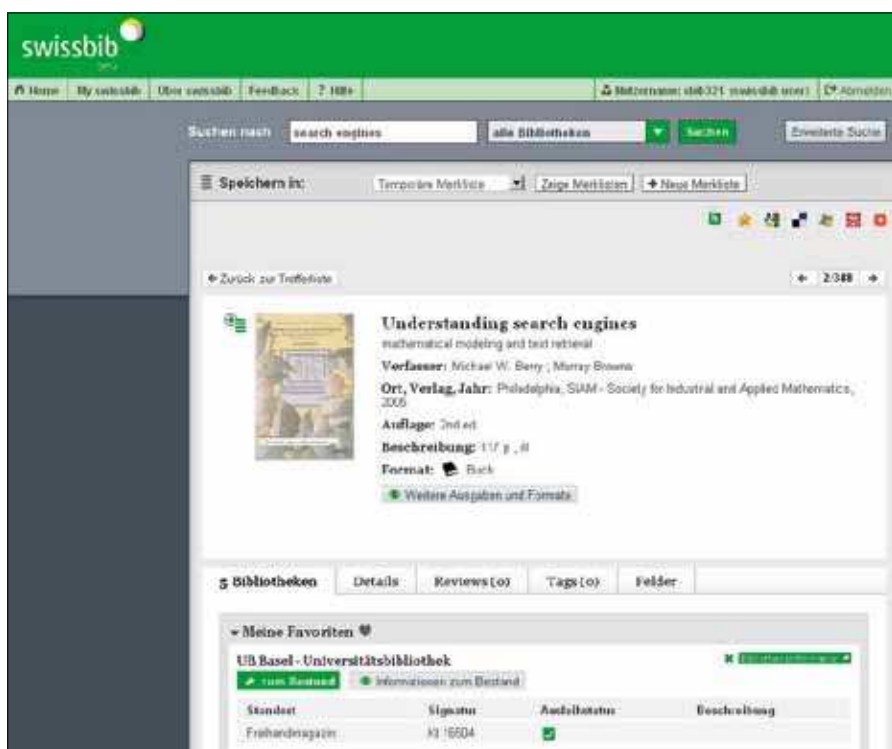 swissbib
beta
Home My swissbib Über swissbib Feedback ? Hilfe Abmelden
Suchen nach search engines alle Bibliotheken Suchen Erweiterte Suche
Speichern in: Temporäre Merkliste Zeige Merklisten + Neue Merkliste
Zurück zur Trefferliste 2/388
Understanding search engines
mathematical modeling and text retrieval
Verfasser: Michael W. Berry ; Murray Browne
Ort, Verlag, Jahr: Philadelphia, SIAM - Society for Industrial and Applied Mathematics,
2005
Auflage: 2nd ed.
Beschreibung: 117 p., ill
Format: Buch
Weitere Ausgaben und Formate
5 Bibliotheken Details Reviews (0) Tags (0) Felder
Meine Favoriten
UB Basel - Universitätsbibliothek
zum Bestand Informationen zum Bestand
Standort Signatur Ausleihstatus Beschreibung
Freihandmagazin